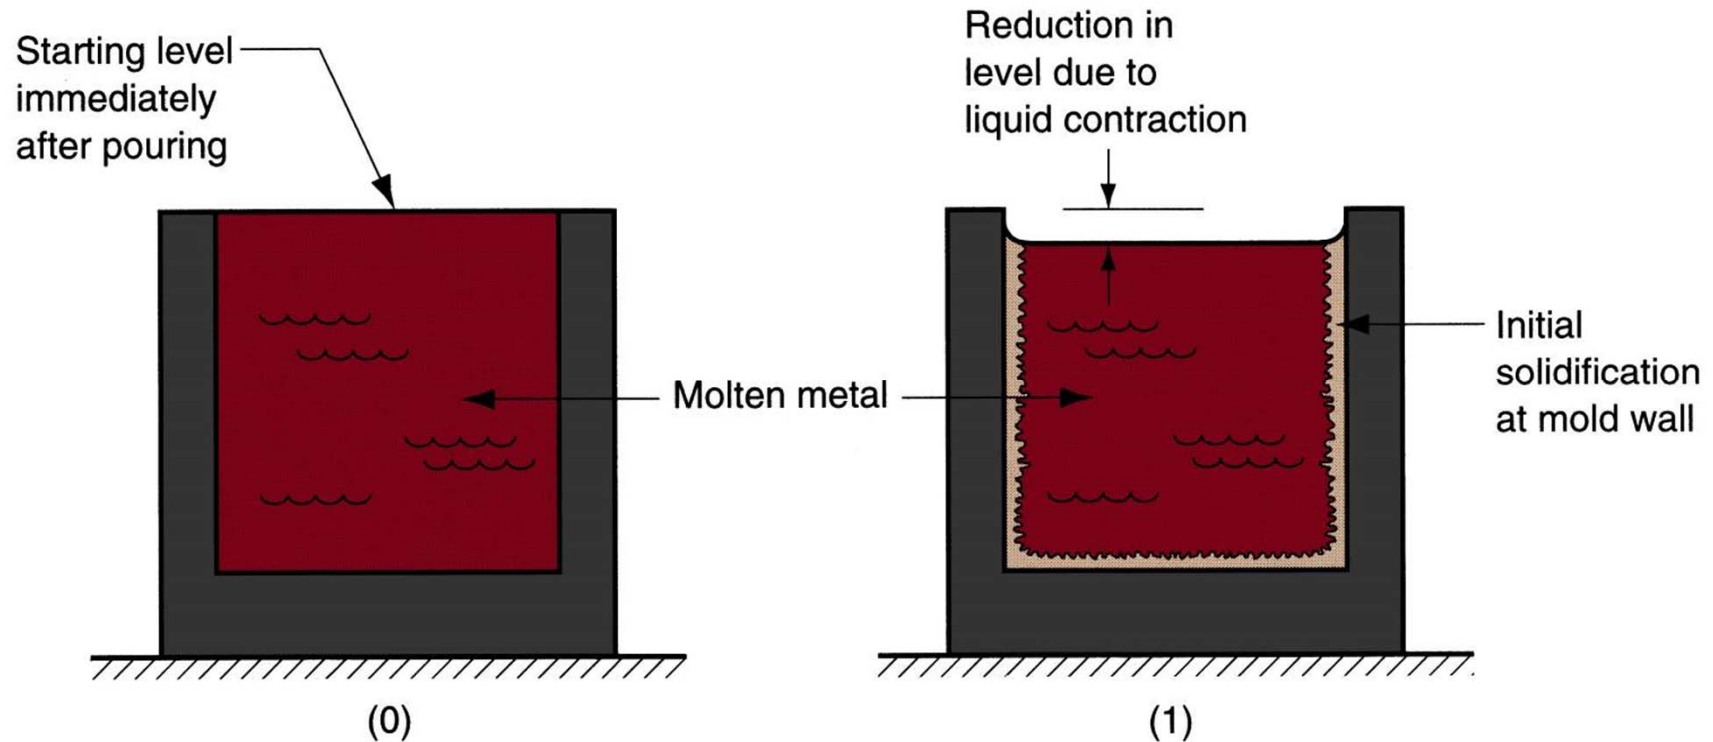 Starting level
immediately
after pouring
Reduction in
level due to
liquid contraction
Molten metal
Initial
solidification
at mold wall
(0)
(1)